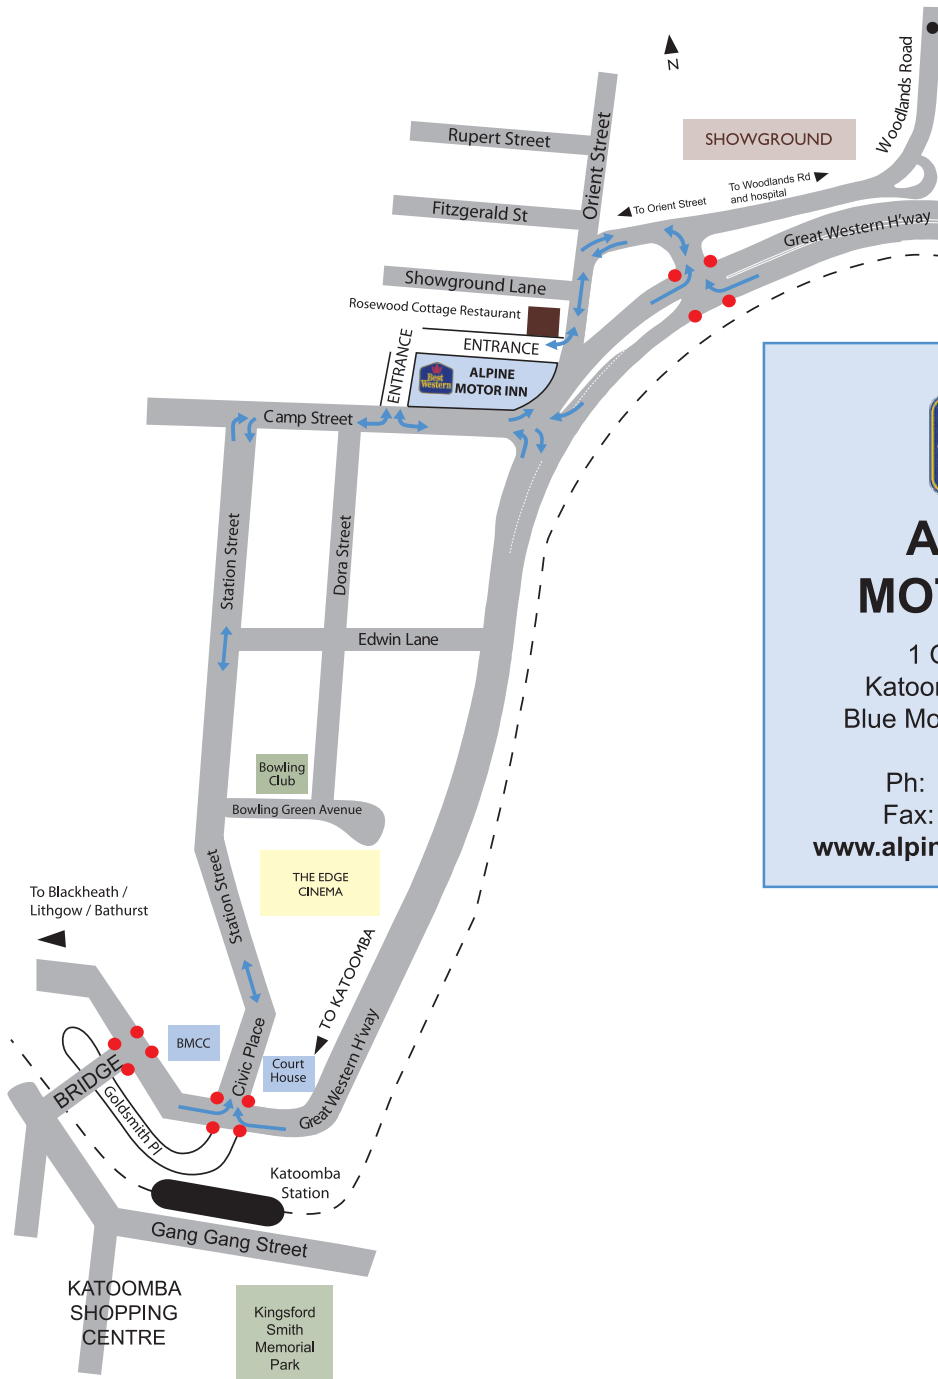 N
Woodlands Road
Rupert Street
Orient Street
SHOWGROUND
Fitzgerald St
To Orient Street
To Woodlands Rd
and hospital
Great Western H'way
Showground Lane
Rosewood Cottage Restaurant
ENTRANCE
ENTRANCE
Best
Western
ALPINE
MOTOR INN
Camp Street
Station Street
Dora Street
Edwin Lane
Bowling
Club
Bowling Green Avenue
THE EDGE
CINEMA
Station Street
To Blackheath /
Lithgow / Bathurst
TO KATOOMBA
BMCC
Civic Place
Court
House
Great Western H'way
BRIDGE
Goldsmith Pl
Katoomba
Station
Gang Gang Street
KATOOMBA
SHOPPING
CENTRE
Kingsford
Smith
Memorial
Park
A
MOT
1 C
Katoom
Blue Mo
Ph:
Fax:
www.alpin